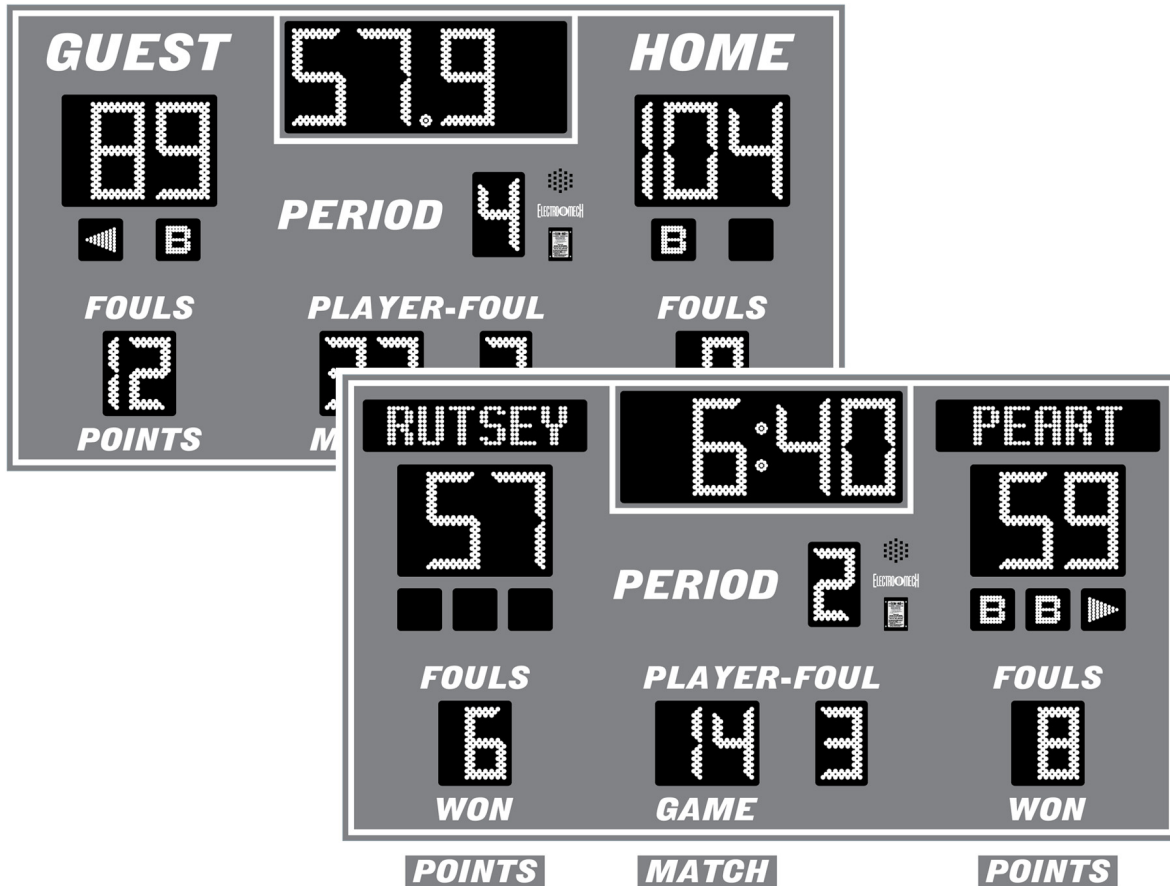 GUEST 57.9 HOME
89 104
PERIOD 4
ELECTRO-MECH
B B
FOULS PLAYER-FOUL FOULS
12
POINTS
RUTSEY 6:40 PEART
57 59
PERIOD 2
ELECTRO-MECH
B B
FOULS PLAYER-FOUL FOULS
6 14 3 8
WON GAME WON
POINTS MATCH POINTS